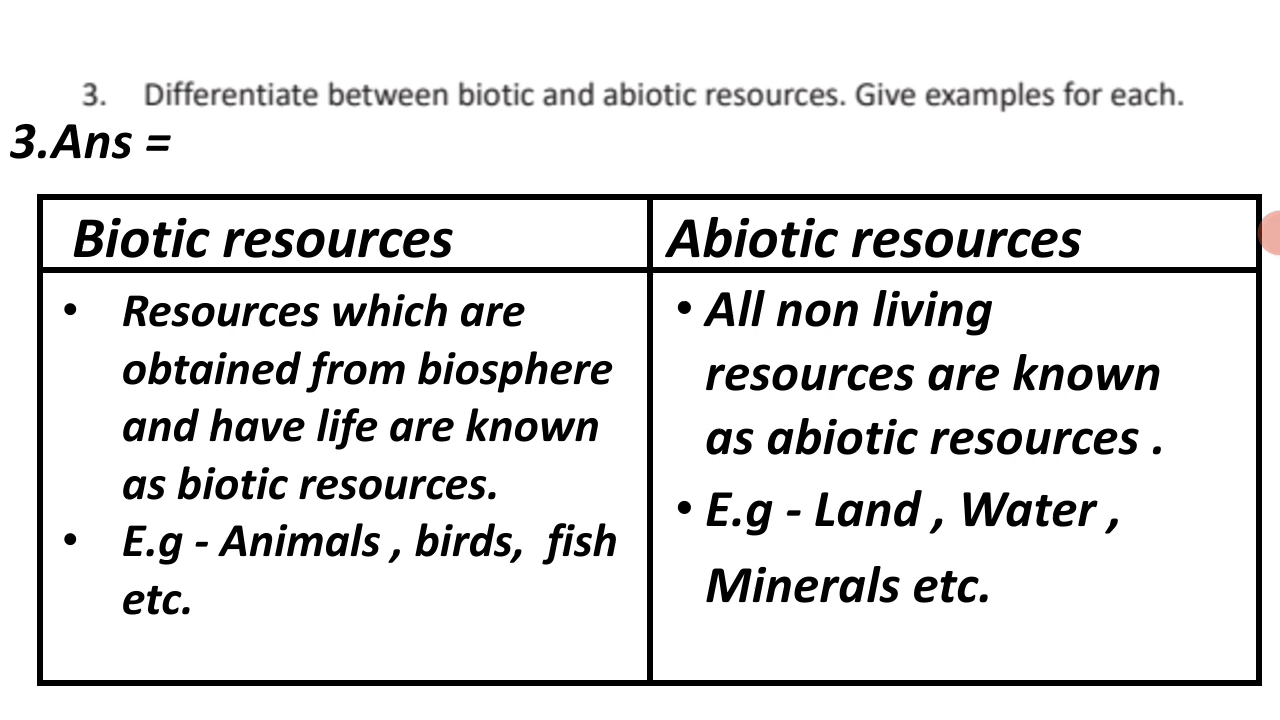 3. Differentiate between biotic and abiotic resources. Give examples for each.
3.Ans =
Biotic resources
Abiotic resources
• Resources which are
obtained from biosphere
and have life are known
as biotic resources.
• E.g - Animals , birds, fish
etc.
• All non living
resources are known
as abiotic resources .
• E.g - Land , Water ,
Minerals etc.